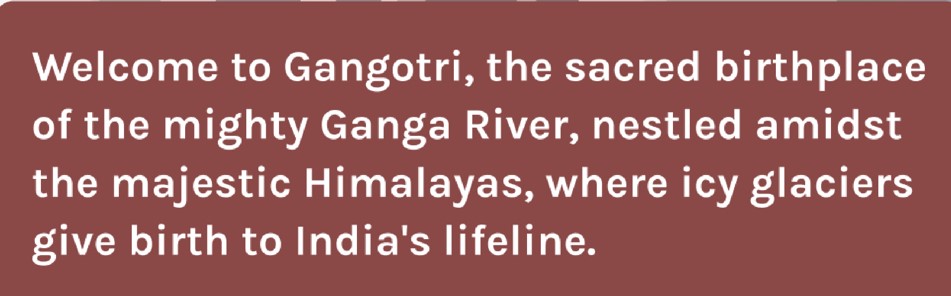 Welcome to Gangotri, the sacred birthplace
of the mighty Ganga River, nestled amidst
the majestic Himalayas, where icy glaciers
give birth to India's lifeline.